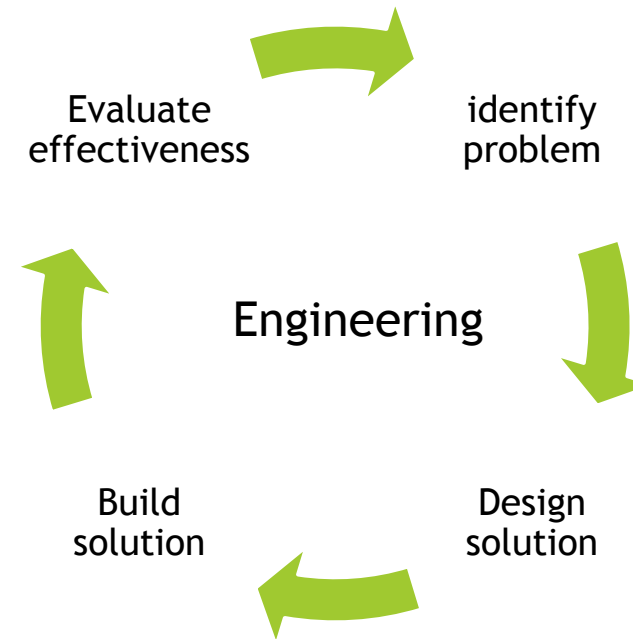 Evaluate
effectiveness
identify
problem
Engineering
Build
solution
Design
solution